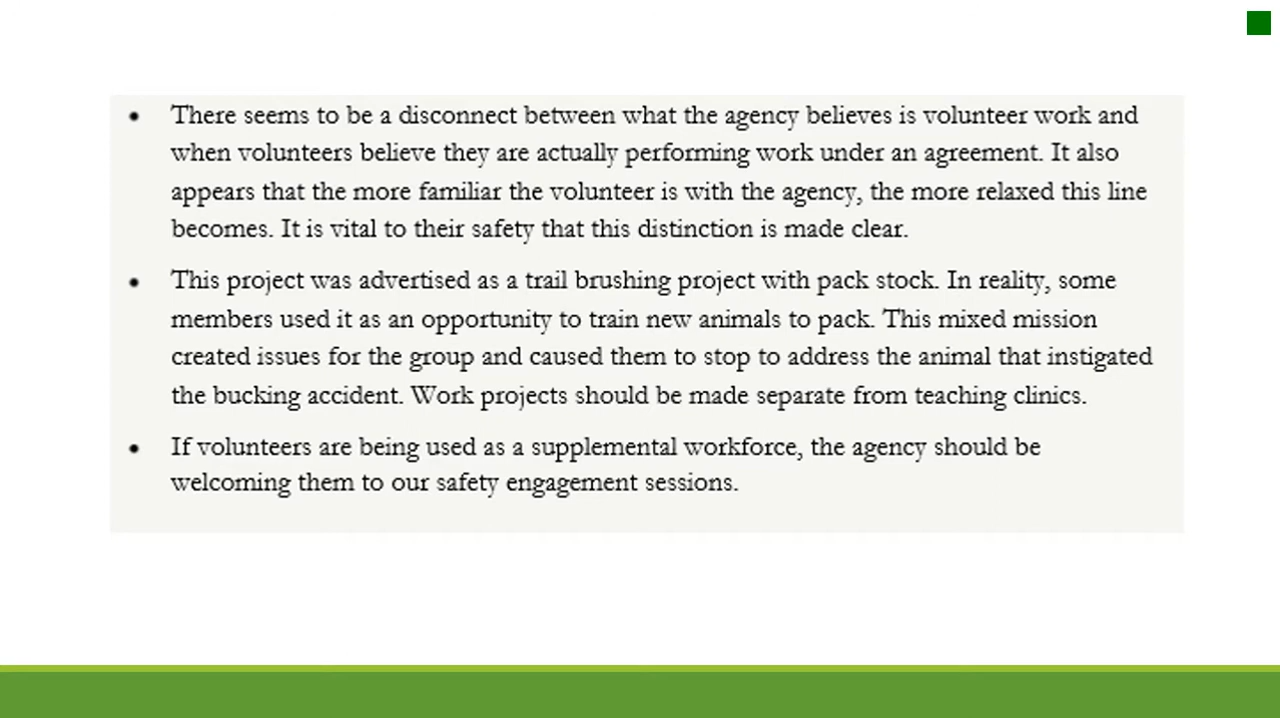 • There seems to be a disconnect between what the agency believes is volunteer work and
when volunteers believe they are actually performing work under an agreement. It also
appears that the more familiar the volunteer is with the agency, the more relaxed this line
becomes. It is vital to their safety that this distinction is made clear.
• This project was advertised as a trail brushing project with pack stock. In reality, some
members used it as an opportunity to train new animals to pack. This mixed mission
created issues for the group and caused them to stop to address the animal that instigated
the bucking accident. Work projects should be made separate from teaching clinics.
• If volunteers are being used as a supplemental workforce, the agency should be
welcoming them to our safety engagement sessions.